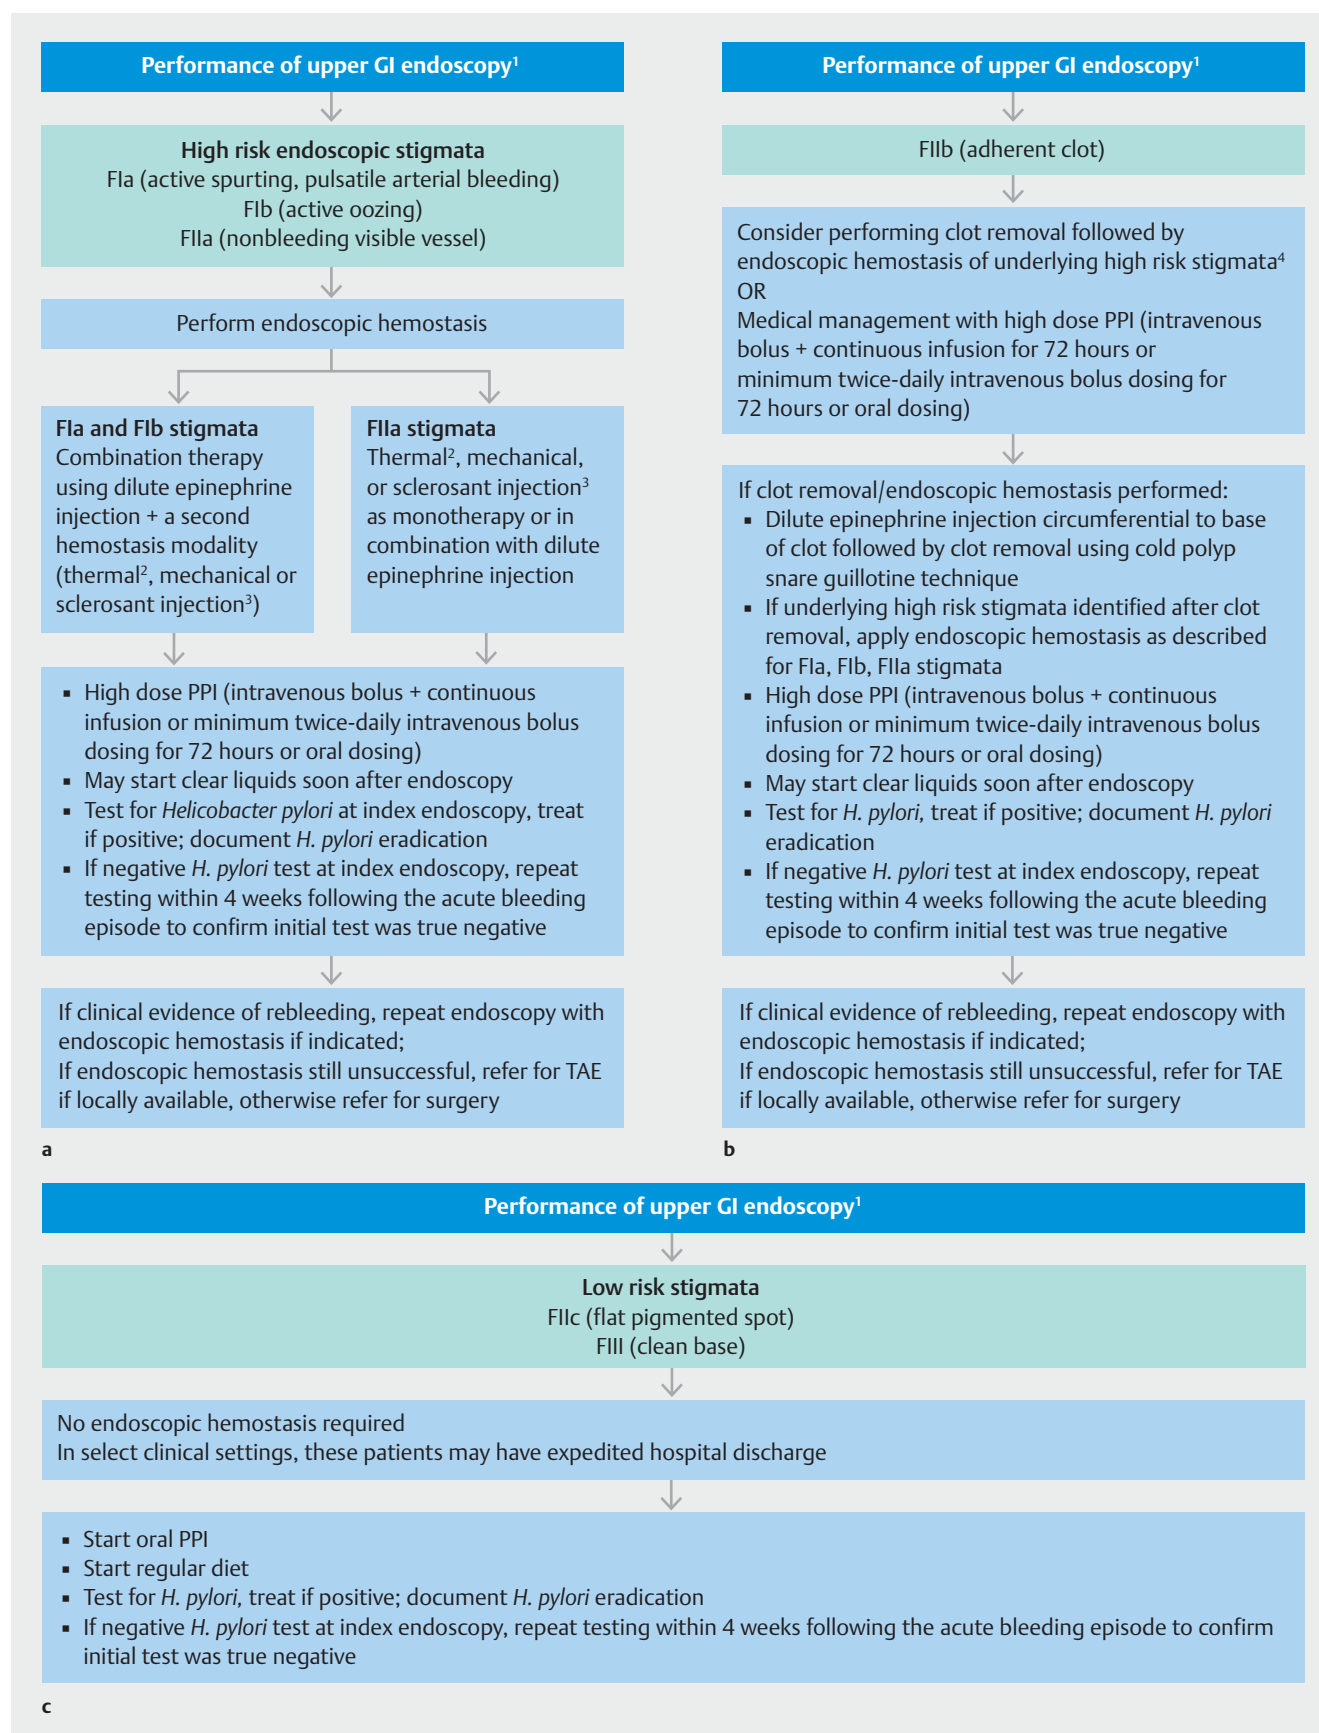 Performance of upper GI endoscopy¹
High risk endoscopic stigmata
FIa (active spurting, pulsatile arterial bleeding)
FIb (active oozing)
FIIa (nonbleeding visible vessel)
Perform endoscopic hemostasis
FIa and FIb stigmata
Combination therapy
using dilute epinephrine
injection + a second
hemostasis modality
(thermal², mechanical or
sclerosant injection³)
FIIa stigmata
Thermal², mechanical,
or sclerosant injection³
as monotherapy or in
combination with dilute
epinephrine injection
▪ High dose PPI (intravenous bolus + continuous
infusion or minimum twice-daily intravenous bolus
dosing for 72 hours or oral dosing)
▪ May start clear liquids soon after endoscopy
▪ Test for Helicobacter pylori at index endoscopy, treat
if positive; document H. pylori eradication
▪ If negative H. pylori test at index endoscopy, repeat
testing within 4 weeks following the acute bleeding
episode to confirm initial test was true negative
If clinical evidence of rebleeding, repeat endoscopy with
endoscopic hemostasis if indicated;
If endoscopic hemostasis still unsuccessful, refer for TAE
if locally available, otherwise refer for surgery
a
Performance of upper GI endoscopy¹
FIIb (adherent clot)
Consider performing clot removal followed by
endoscopic hemostasis of underlying high risk stigmata⁴
OR
Medical management with high dose PPI (intravenous
bolus + continuous infusion for 72 hours or
minimum twice-daily intravenous bolus dosing for
72 hours or oral dosing)
If clot removal/endoscopic hemostasis performed:
▪ Dilute epinephrine injection circumferential to base
of clot followed by clot removal using cold polyp
snare guillotine technique
▪ If underlying high risk stigmata identified after clot
removal, apply endoscopic hemostasis as described
for FIa, FIb, FIIa stigmata
▪ High dose PPI (intravenous bolus + continuous
infusion or minimum twice-daily intravenous bolus
dosing for 72 hours or oral dosing)
▪ May start clear liquids soon after endoscopy
▪ Test for H. pylori, treat if positive; document H. pylori
eradication
▪ If negative H. pylori test at index endoscopy, repeat
testing within 4 weeks following the acute bleeding
episode to confirm initial test was true negative
If clinical evidence of rebleeding, repeat endoscopy with
endoscopic hemostasis if indicated;
If endoscopic hemostasis still unsuccessful, refer for TAE
if locally available, otherwise refer for surgery
b
Performance of upper GI endoscopy¹
Low risk stigmata
FIIc (flat pigmented spot)
FIII (clean base)
No endoscopic hemostasis required
In select clinical settings, these patients may have expedited hospital discharge
▪ Start oral PPI
▪ Start regular diet
▪ Test for H. pylori, treat if positive; document H. pylori eradication
▪ If negative H. pylori test at index endoscopy, repeat testing within 4 weeks following the acute bleeding episode to confirm
initial test was true negative
c